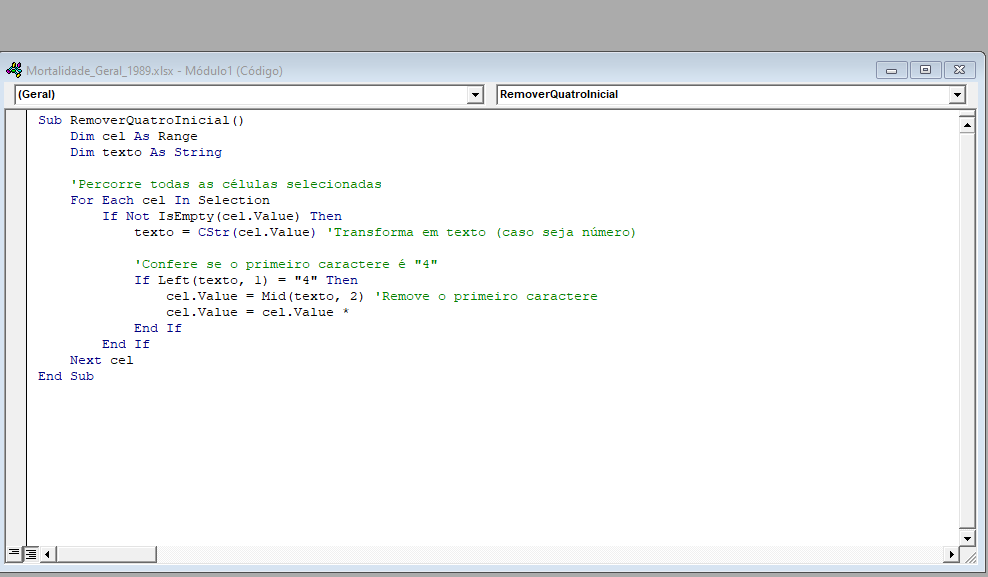 Mortalidade_Geral_1989.xlsx - Módulo1 (Código)
(Geral)
RemoverQuatroInicial
Sub RemoverQuatroInicial()
    Dim cel As Range
    Dim texto As String

    'Percorre todas as células selecionadas
    For Each cel In Selection
        If Not IsEmpty(cel.Value) Then
            texto = CStr(cel.Value) 'Transforma em texto (caso seja número)

            'Confere se o primeiro caractere é "4"
            If Left(texto, 1) = "4" Then
                cel.Value = Mid(texto, 2) 'Remove o primeiro caractere
                cel.Value = cel.Value *
            End If
        End If
    Next cel
End Sub